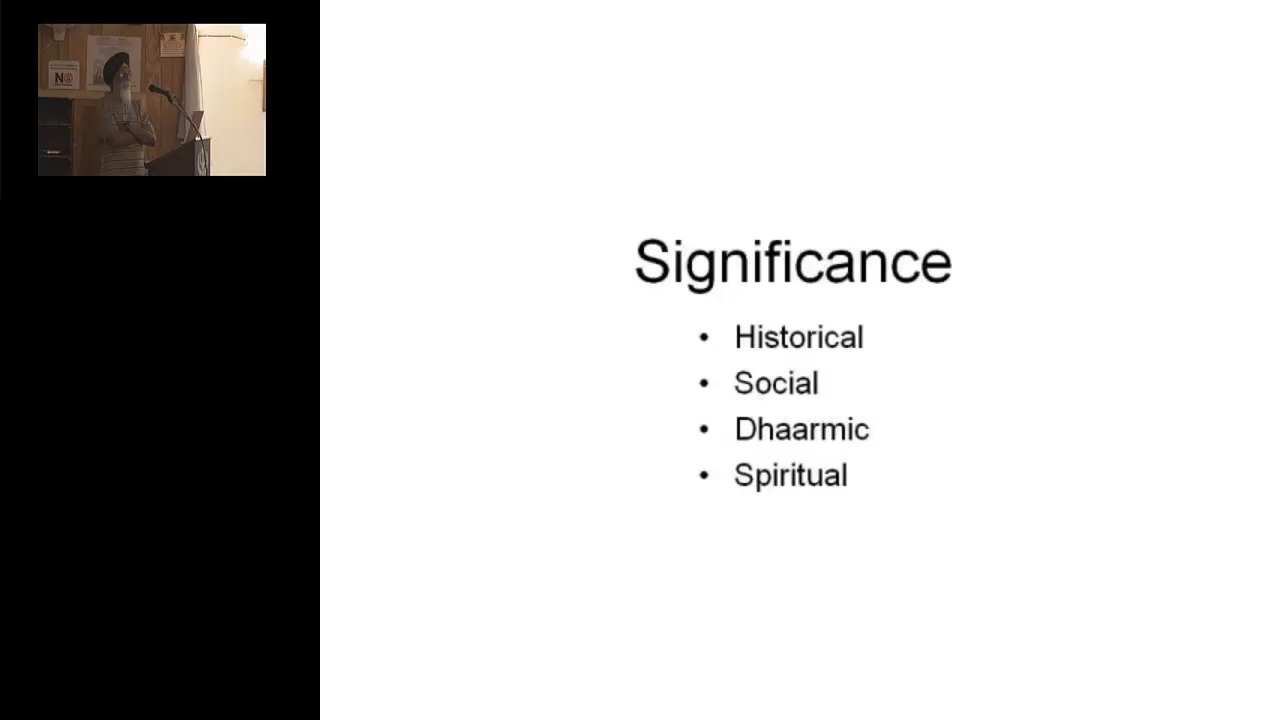 Significance
• Historical
• Social
• Dhaarmic
• Spiritual